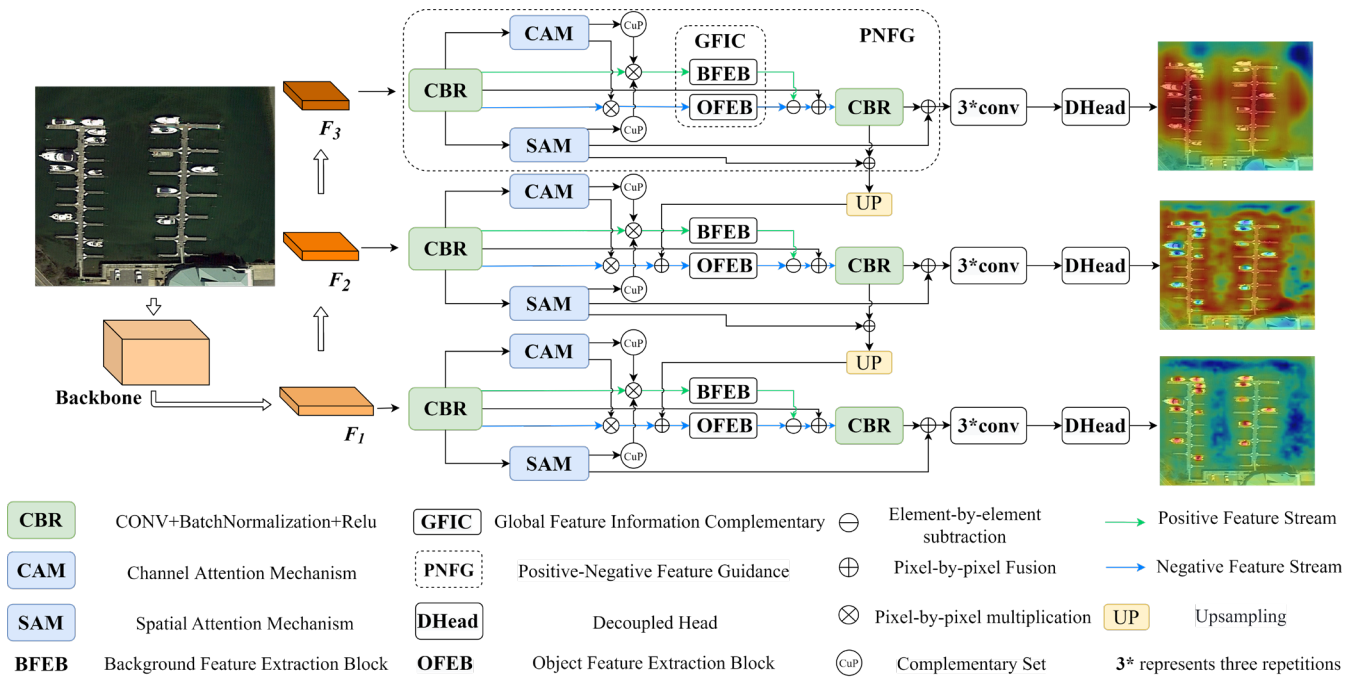 CAM
CuP
GFIC
PNFG
BFEB
CBR
OFEB
CBR
3*conv
DHead
F3
SAM
CuP
CAM
CuP
UP
BFEB
CBR
OFEB
CBR
3*conv
DHead
F2
SAM
CuP
CAM
CuP
UP
Backbone
BFEB
CBR
OFEB
CBR
3*conv
DHead
F1
SAM
CuP
CBR CONV+BatchNormalization+Relu
GFIC Global Feature Information Complementary
Element-by-element
subtraction
Positive Feature Stream
CAM Channel Attention Mechanism
PNFG Positive-Negative Feature Guidance
Pixel-by-pixel Fusion
Negative Feature Stream
SAM Spatial Attention Mechanism
DHead Decoupled Head
Pixel-by-pixel multiplication
UP Upsampling
BFEB Background Feature Extraction Block
OFEB Object Feature Extraction Block
CuP Complementary Set
3* represents three repetitions